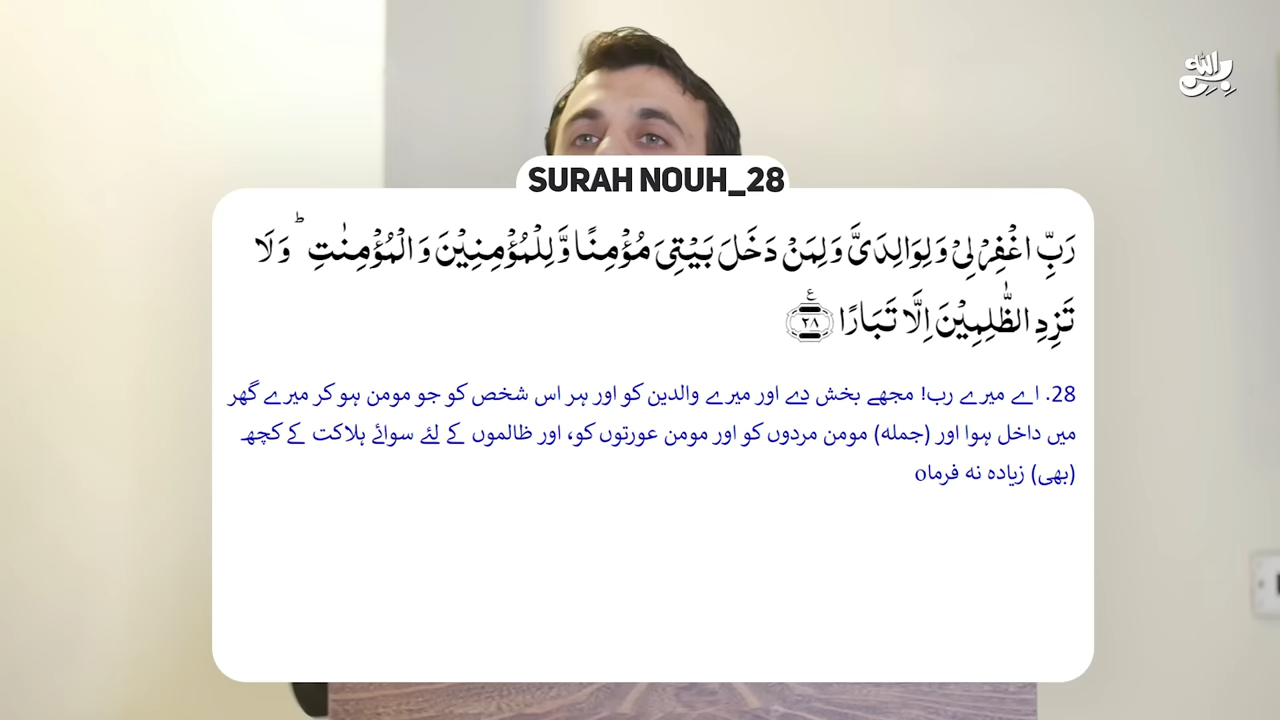 بسم الله
SURAH NOUH_28
رَبِّ اغْفِرْ لِیْ وَ لِوَالِدَیَّ وَ لِمَنْ دَخَلَ بَیْتِیَ مُؤْمِنًا وَّ لِلْمُؤْمِنِیْنَ وَ الْمُؤْمِنٰتِ ؕ وَ لَا
تَزِدِ الظّٰلِمِیْنَ اِلَّا تَبَارًا ۧ ﴿۲۸﴾
28. اے میرے رب! مجھے بخش دے اور میرے والدین کو اور ہر اس شخص کو جو مومن ہو کر میرے گھر
میں داخل ہوا اور (جملہ) مومن مردوں کو اور مومن عورتوں کو، اور ظالموں کے لئے سوائے ہلاکت کے کچھ
(بھی) زیادہ نہ فرماo